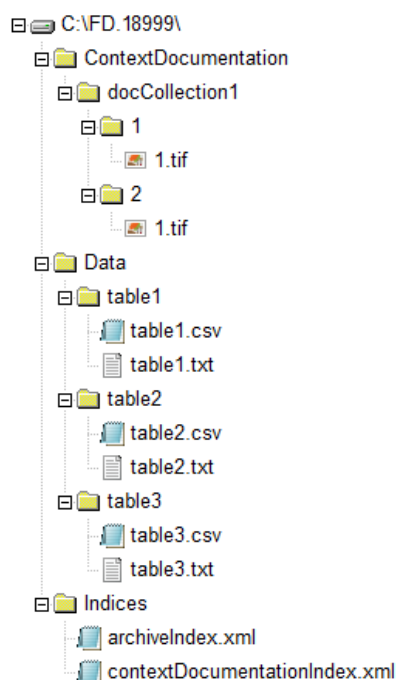 C:\FD.18999\
ContextDocumentation
docCollection1
1
1.tif
2
1.tif
Data
table1
table1.csv
table1.txt
table2
table2.csv
table2.txt
table3
table3.csv
table3.txt
Indices
archiveIndex.xml
contextDocumentationIndex.xml